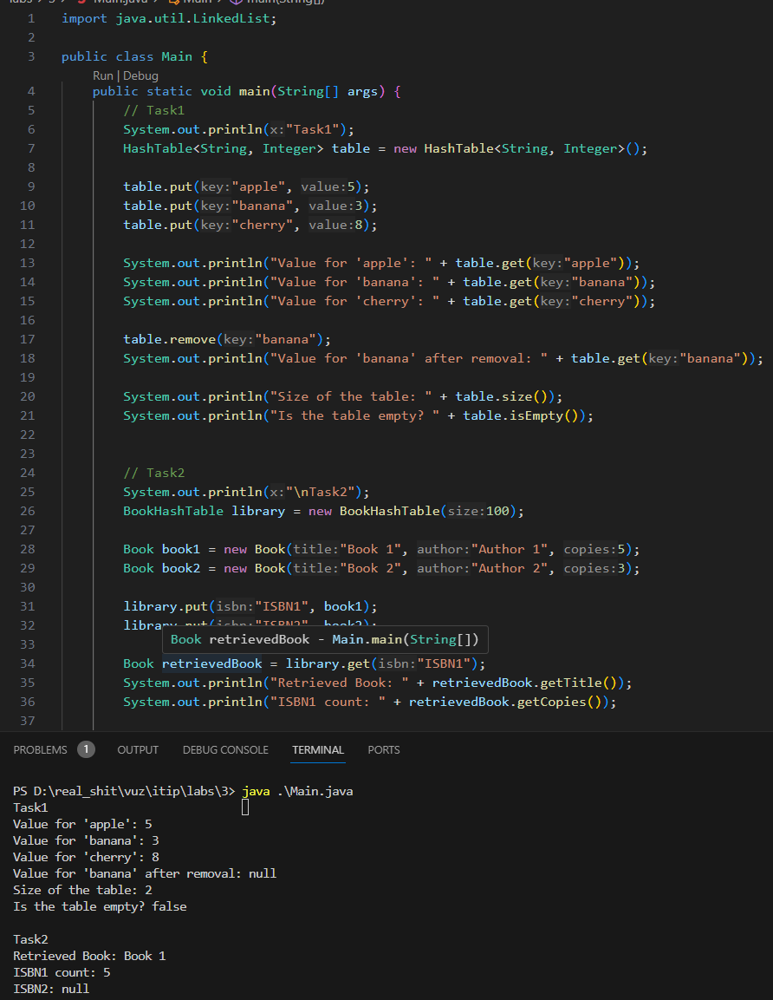 labs > 3 > Main.java > Main > main(String[])
1 import java.util.LinkedList;
2
3 public class Main {
Run | Debug
4 public static void main(String[] args) {
5 // Task1
6 System.out.println(x:"Task1");
7 HashTable<String, Integer> table = new HashTable<String, Integer>();
8
9 table.put(key:"apple", value:5);
10 table.put(key:"banana", value:3);
11 table.put(key:"cherry", value:8);
12
13 System.out.println("Value for 'apple': " + table.get(key:"apple"));
14 System.out.println("Value for 'banana': " + table.get(key:"banana"));
15 System.out.println("Value for 'cherry': " + table.get(key:"cherry"));
16
17 table.remove(key:"banana");
18 System.out.println("Value for 'banana' after removal: " + table.get(key:"banana"));
19
20 System.out.println("Size of the table: " + table.size());
21 System.out.println("Is the table empty? " + table.isEmpty());
22
23
24 // Task2
25 System.out.println(x:"\nTask2");
26 BookHashTable library = new BookHashTable(size:100);
27
28 Book book1 = new Book(title:"Book 1", author:"Author 1", copies:5);
29 Book book2 = new Book(title:"Book 2", author:"Author 2", copies:3);
30
31 library.put(isbn:"ISBN1", book1);
32 library.put(isbn:"ISBN2", book2);
33 Book retrievedBook - Main.main(String[])
34 Book retrievedBook = library.get(isbn:"ISBN1");
35 System.out.println("Retrieved Book: " + retrievedBook.getTitle());
36 System.out.println("ISBN1 count: " + retrievedBook.getCopies());
37
PROBLEMS 1 OUTPUT DEBUG CONSOLE TERMINAL PORTS
PS D:\real_shit\vuz\itip\labs\3> java .\Main.java
Task1
Value for 'apple': 5
Value for 'banana': 3
Value for 'cherry': 8
Value for 'banana' after removal: null
Size of the table: 2
Is the table empty? false
Task2
Retrieved Book: Book 1
ISBN1 count: 5
ISBN2: null